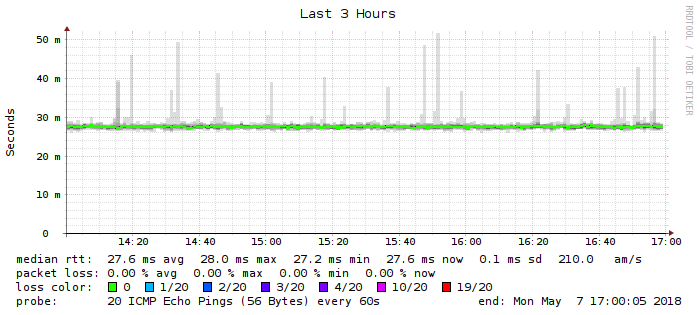 Last 3 Hours
RRDTOOL / TOBI OETIKER
Seconds
50 m
40 m
30 m
20 m
10 m
0
14:20 14:40 15:00 15:20 15:40 16:00 16:20 16:40 17:00
median rtt: 27.6 ms avg 28.0 ms max 27.2 ms min 27.6 ms now 0.1 ms sd 210.0 am/s
packet loss: 0.00 % avg 0.00 % max 0.00 % min 0.00 % now
loss color: 0 1/20 2/20 3/20 4/20 10/20 19/20
probe: 20 ICMP Echo Pings (56 Bytes) every 60s end: Mon May 7 17:00:05 2018